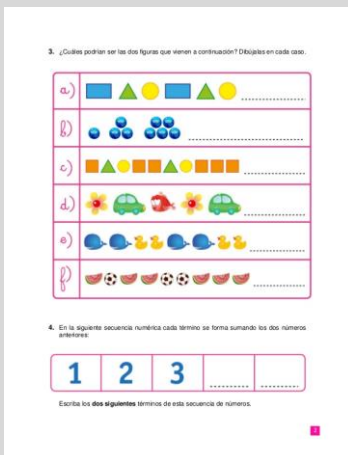 3. ¿Cuáles podrían ser las dos figuras que vienen a continuación? Dibújalas en cada caso.
a)
b)
c)
d)
e)
f)
4. En la siguiente secuencia numérica cada término se forma sumando los dos números
anteriores:
1 2 3
Escriba los dos siguientes términos de esta secuencia de números.